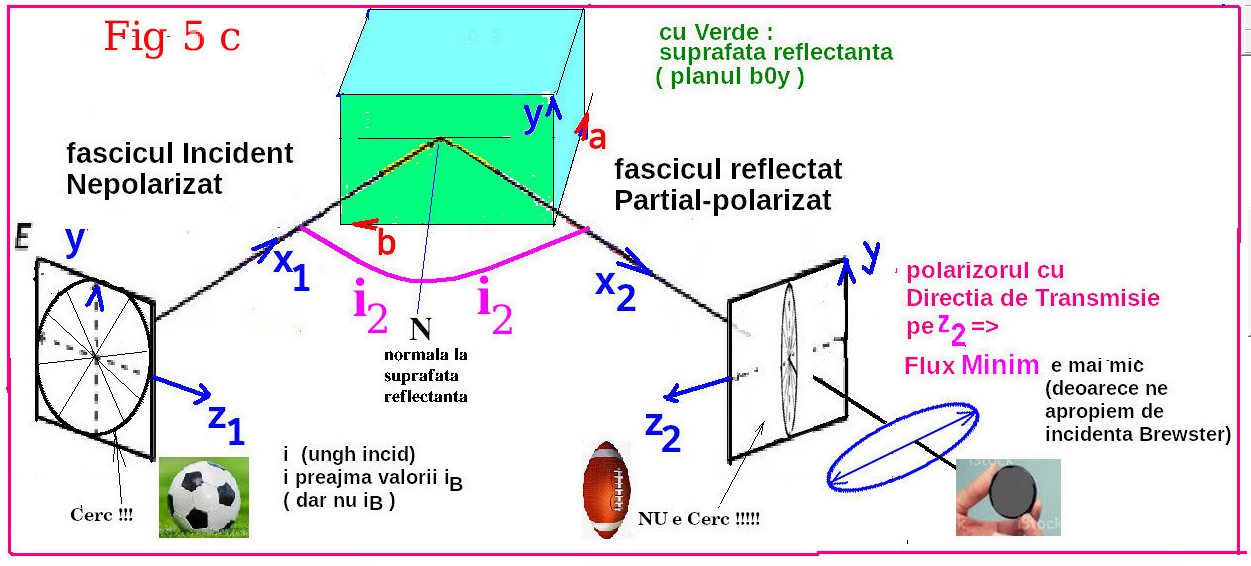 Fig 5 c
cu Verde :
suprafata reflectanta
( planul b0y )
y
a
fascicul Incident
Nepolarizat
fascicul reflectat
Partial-polarizat
b
E
y
x1
i2
i2
x2
y
N
normala la
suprafata
reflectanta
polarizorul cu
Directia de Transmisie
pe z2 =>
Flux Minim e mai mic
(deoarece ne
apropiem de
incidenta Brewster)
z1
z2
i (ungh incid)
i preajma valorii iB
( dar nu iB )
Cerc !!!
NU e Cerc !!!!!
iStock
iStock